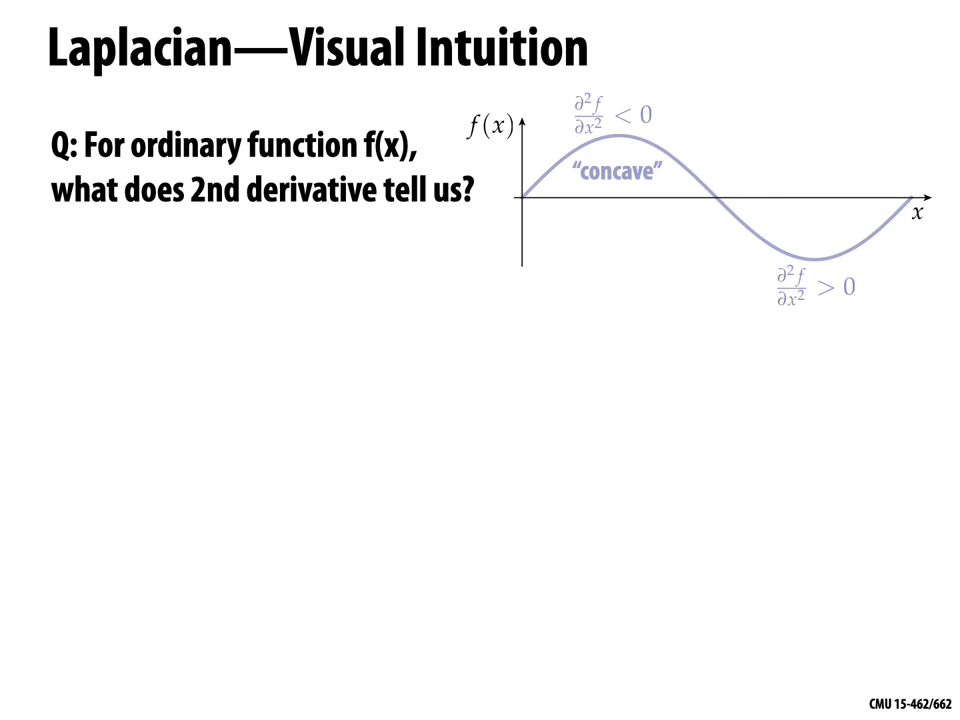 Laplacian—Visual Intuition
Q: For ordinary function f(x),
what does 2nd derivative tell us?
f(x)
∂²f/∂x² < 0
“concave”
x
∂²f/∂x² > 0
CMU 15-462/662